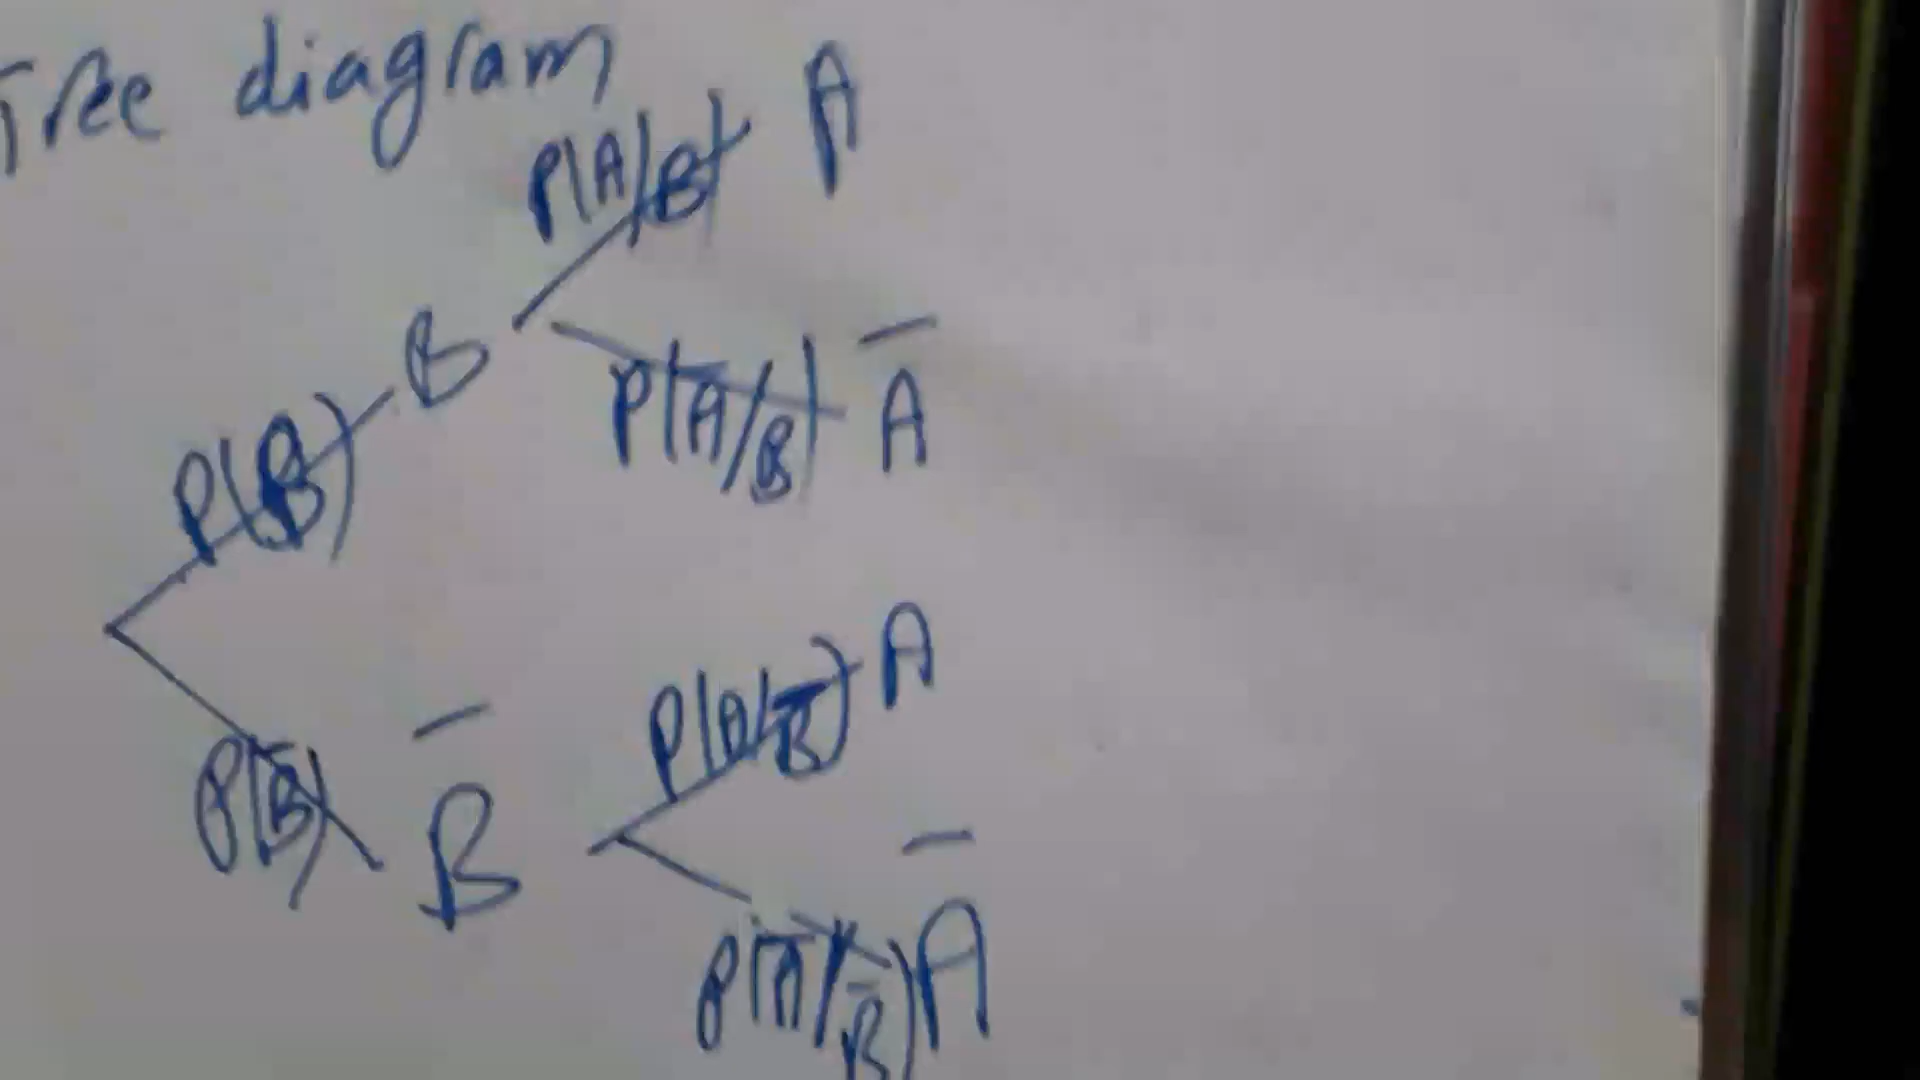 Tree diagram
P(A/B) A
P(B) B
P(A̅/B) A̅
P(A/B̅) A
P(B̅) B̅
P(A̅/B̅) A̅